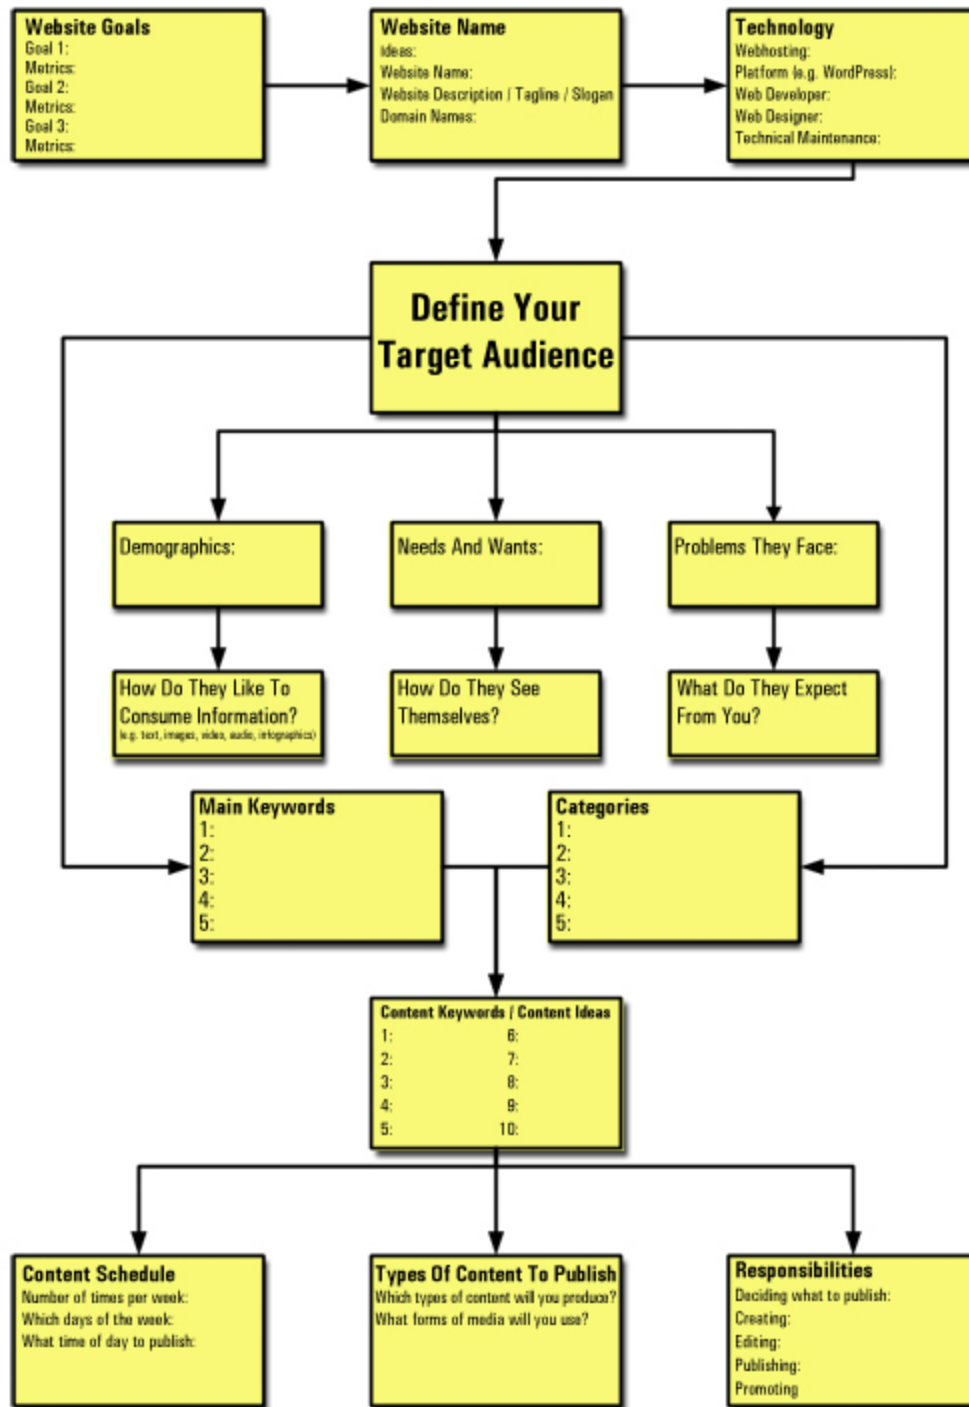 Website Goals
Goal 1:
Metrics:
Goal 2:
Metrics:
Goal 3:
Metrics:
Website Name
Ideas:
Website Name:
Website Description / Tagline / Slogan
Domain Names:
Technology
Webhosting:
Platform (e.g. WordPress):
Web Developer:
Web Designer:
Technical Maintenance:
Define Your
Target Audience
Demographics:
Needs And Wants:
Problems They Face:
How Do They Like To
Consume Information?
(e.g. text, images, video, audio, infographics)
How Do They See
Themselves?
What Do They Expect
From You?
Main Keywords
1:
2:
3:
4:
5:
Categories
1:
2:
3:
4:
5:
Content Keywords / Content Ideas
1:
2:
3:
4:
5:
6:
7:
8:
9:
10:
Content Schedule
Number of times per week:
Which days of the week:
What time of day to publish:
Types Of Content To Publish
Which types of content will you produce?
What forms of media will you use?
Responsibilities
Deciding what to publish:
Creating:
Editing:
Publishing:
Promoting